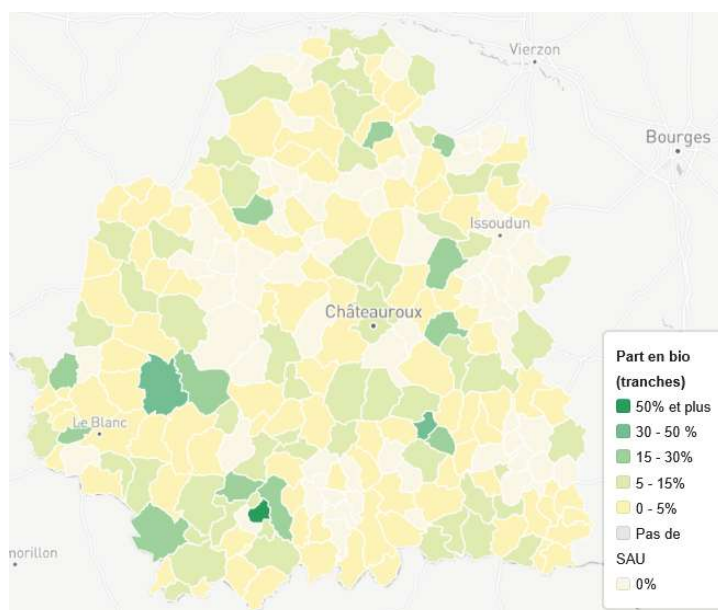 Vierzon
Bourges
Issoudun
Châteauroux
Le Blanc
norillon
Part en bio
(tranches)
50% et plus
30 - 50 %
15 - 30%
5 - 15%
0 - 5%
Pas de
SAU
0%